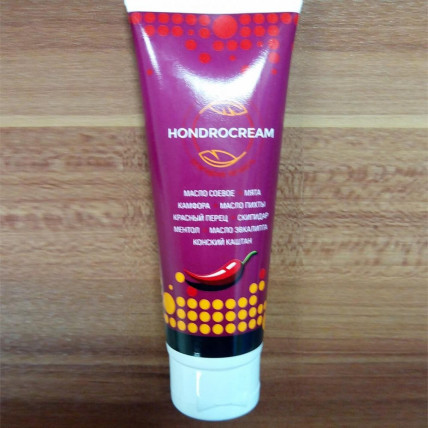 HONDROCREAM
МАСЛО СОЕВОЕ МЯТА
КАМФОРА МАСЛО ПИХТЫ
КРАСНЫЙ ПЕРЕЦ СКИПИДАР
МЕНТОЛ МАСЛО ЭВКАЛИПТА
КОНСКИЙ КАШТАН